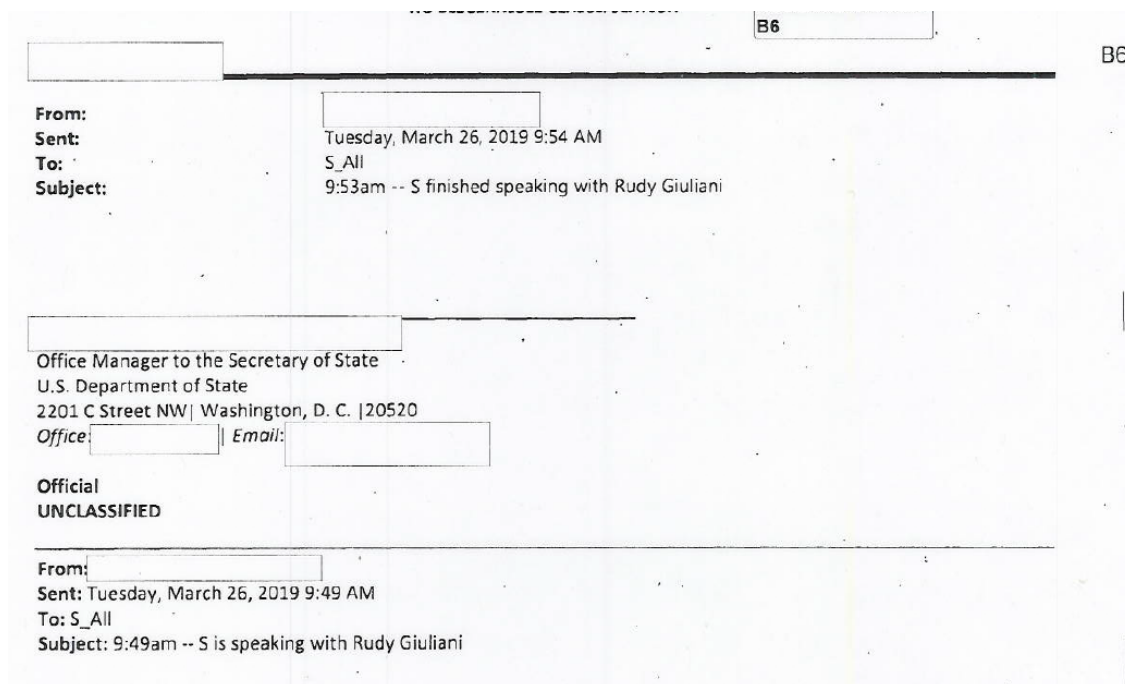 B6
B6
From:
Sent: Tuesday, March 26, 2019 9:54 AM
To: S_All
Subject: 9:53am -- S finished speaking with Rudy Giuliani
Office Manager to the Secretary of State
U.S. Department of State
2201 C Street NW| Washington, D. C. |20520
Office: | Email:
Official
UNCLASSIFIED
From:
Sent: Tuesday, March 26, 2019 9:49 AM
To: S_All
Subject: 9:49am -- S is speaking with Rudy Giuliani